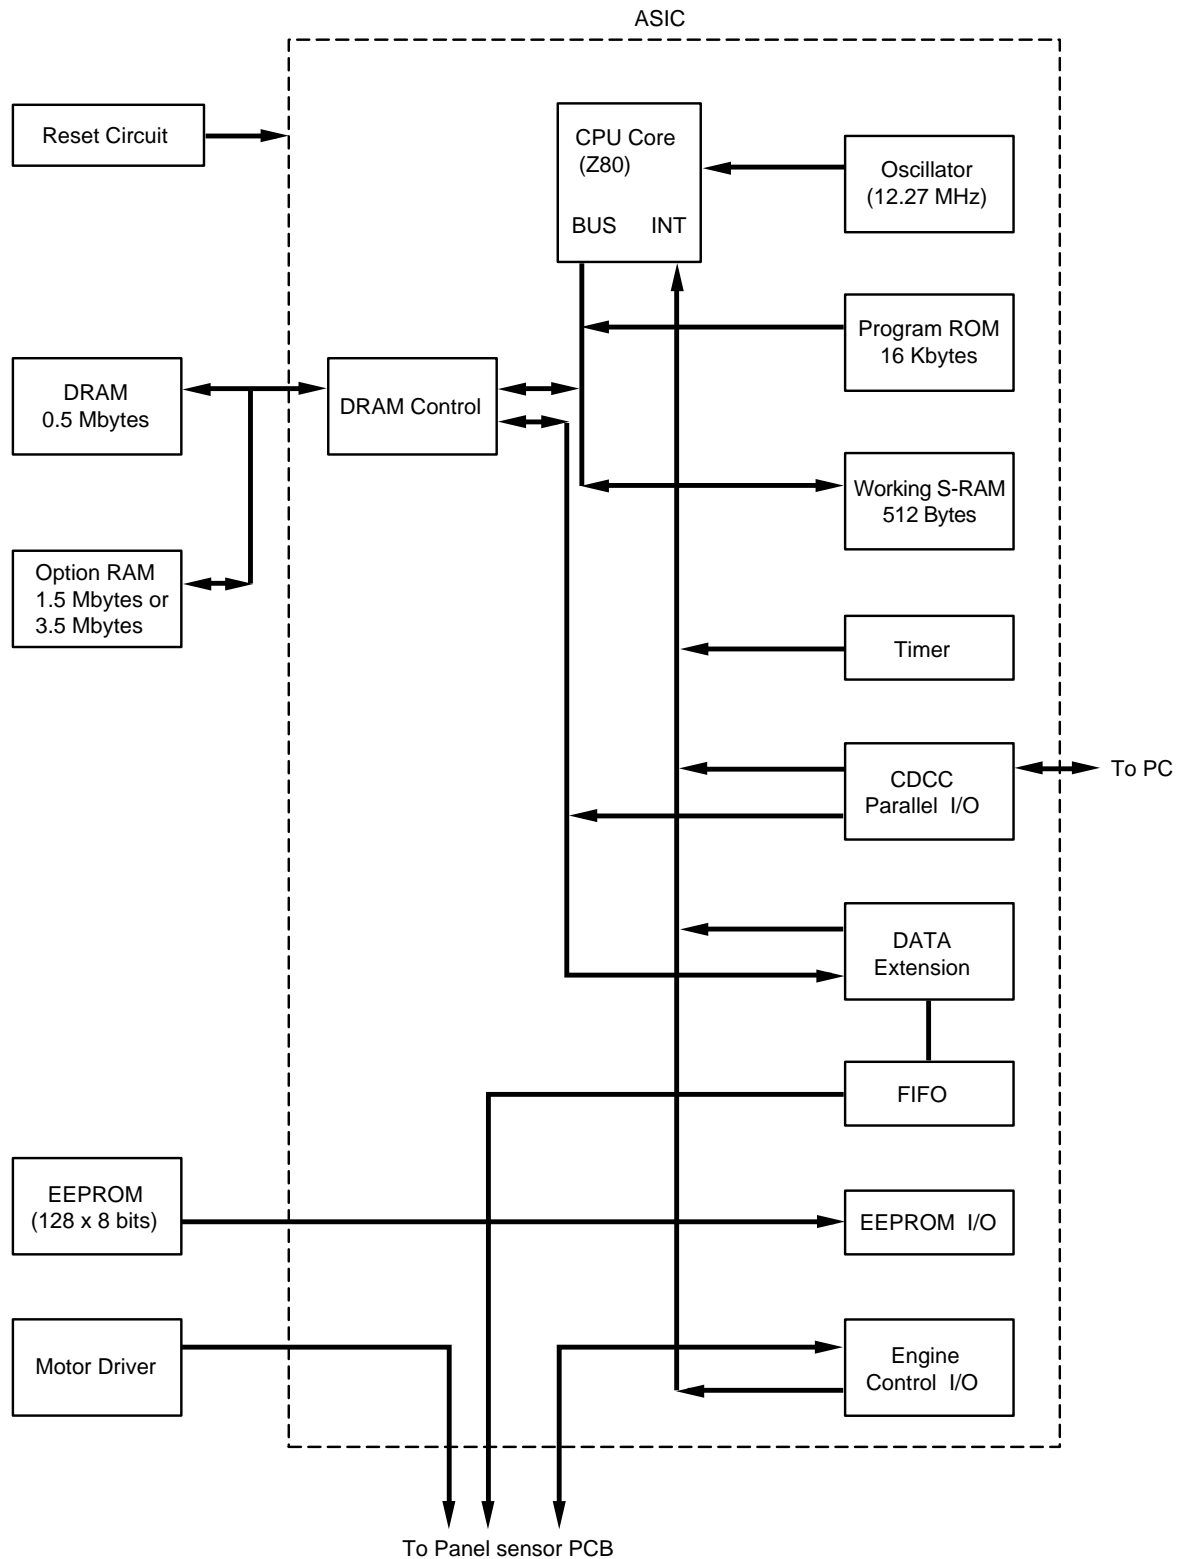 ASIC
Reset Circuit
CPU Core
(Z80)
BUS INT
Oscillator
(12.27 MHz)
Program ROM
16 Kbytes
DRAM
0.5 Mbytes
DRAM Control
Working S-RAM
512 Bytes
Option RAM
1.5 Mbytes or
3.5 Mbytes
Timer
CDCC
Parallel I/O
To PC
DATA
Extension
FIFO
EEPROM
(128 x 8 bits)
EEPROM I/O
Motor Driver
Engine
Control I/O
To Panel sensor PCB